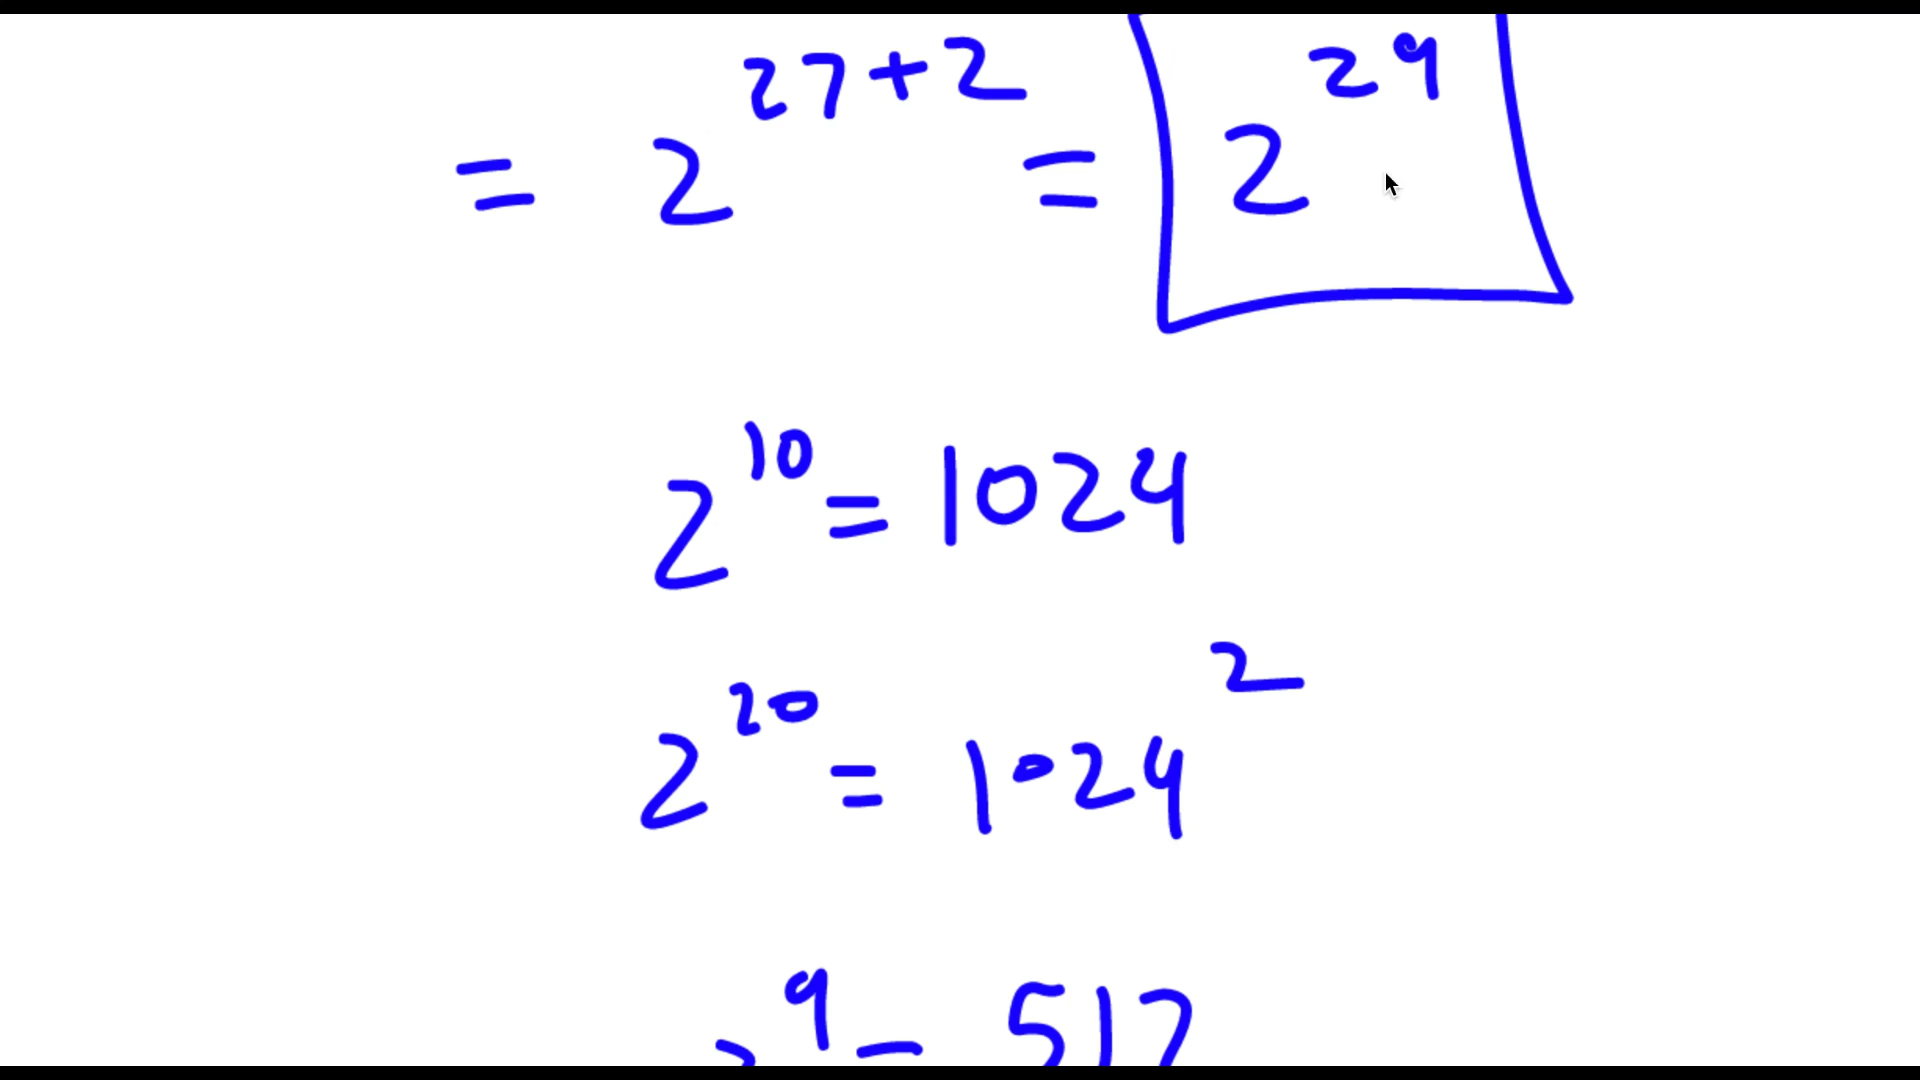 = 2^{27+2} = 2^{29}
2^{10} = 1024
2^{20} = 1024^2
2^9 = 512